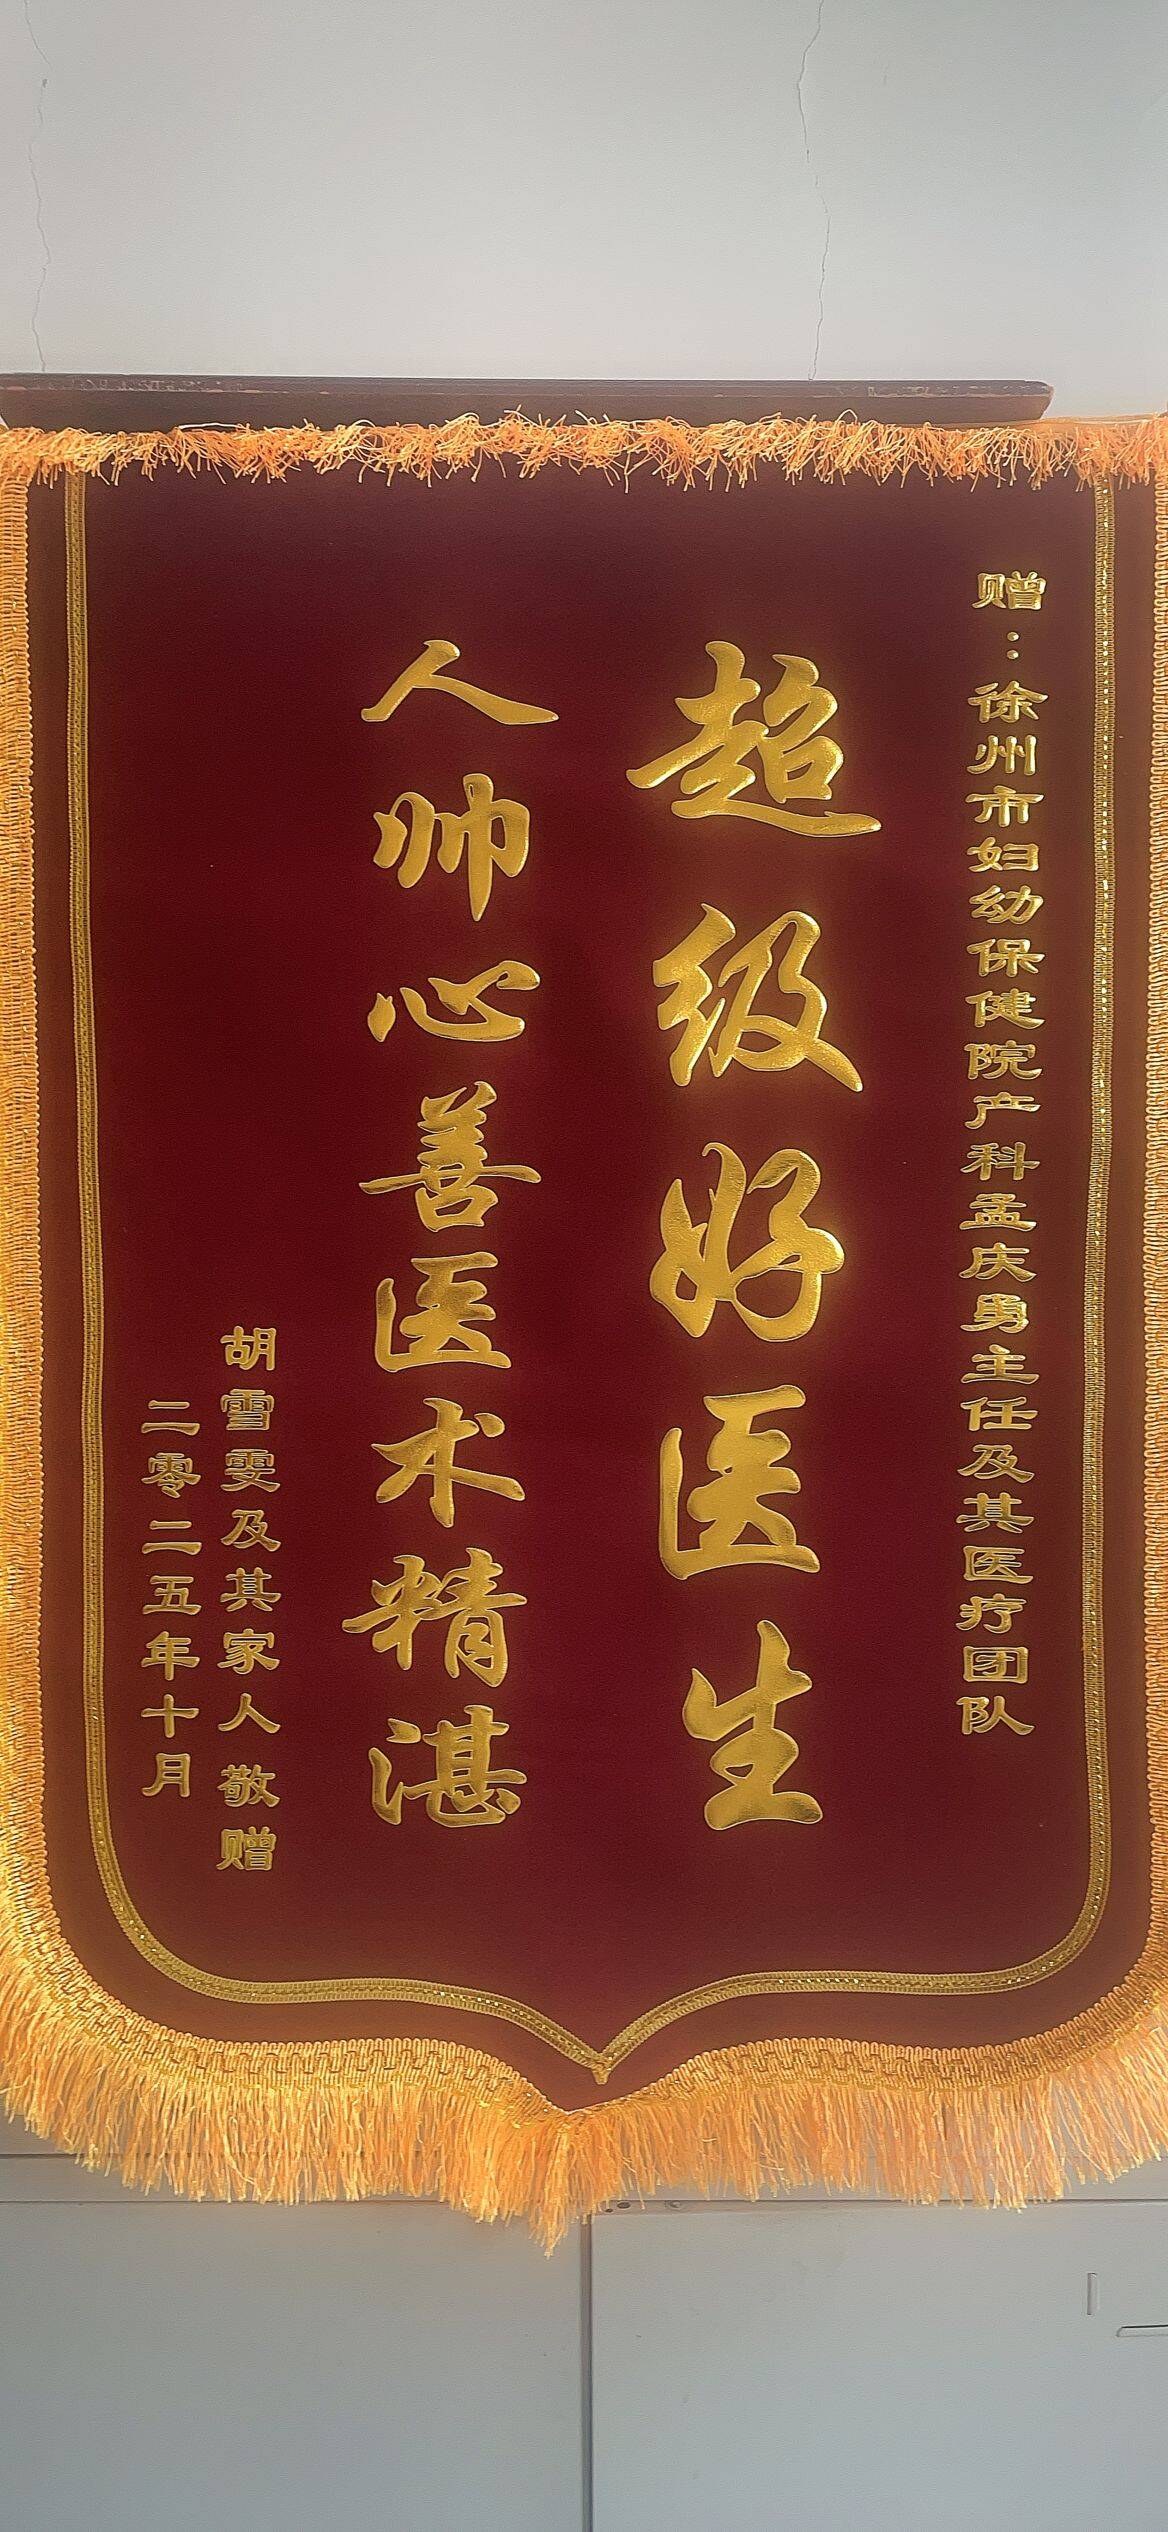 赠：徐州市妇幼保健院产科孟庆勇主任及其医疗团队
超级好医生
人帅心善医术精湛
胡雪雯及其家人 敬赠
二零二五年十月